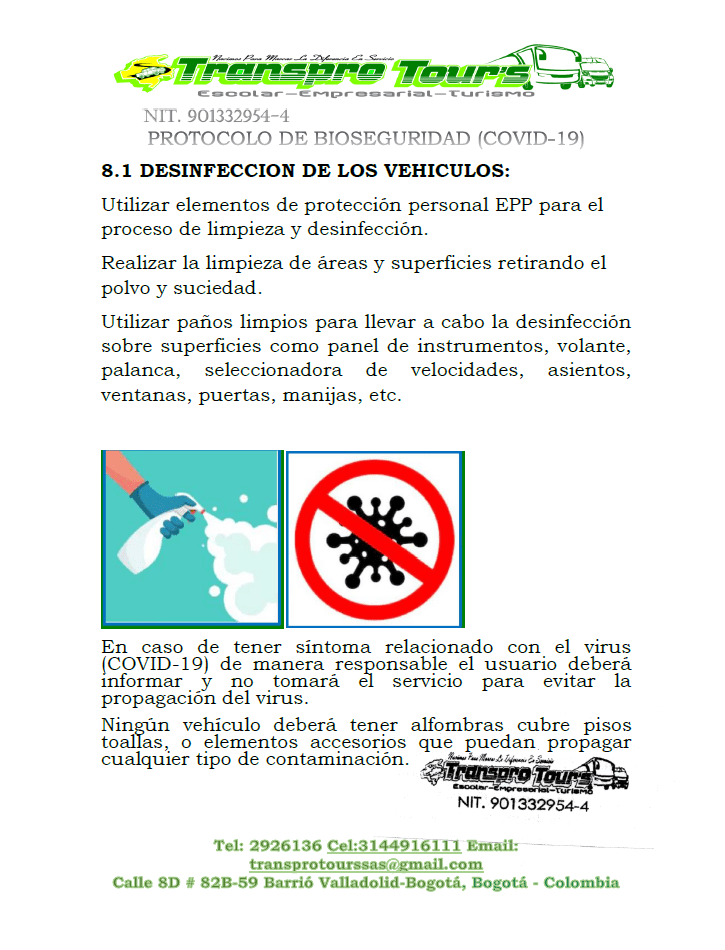 Nacimos Para Marcar La Diferencia En Servicio
Transpro Tour's
Escolar-Empresarial-Turismo
NIT. 901332954-4
PROTOCOLO DE BIOSEGURIDAD (COVID-19)
8.1 DESINFECCION DE LOS VEHICULOS:
Utilizar elementos de protección personal EPP para el
proceso de limpieza y desinfección.
Realizar la limpieza de áreas y superficies retirando el
polvo y suciedad.
Utilizar paños limpios para llevar a cabo la desinfección
sobre superficies como panel de instrumentos, volante,
palanca, seleccionadora de velocidades, asientos,
ventanas, puertas, manijas, etc.
En caso de tener síntoma relacionado con el virus
(COVID-19) de manera responsable el usuario deberá
informar y no tomará el servicio para evitar la
propagación del virus.
Ningún vehículo deberá tener alfombras cubre pisos
toallas, o elementos accesorios que puedan propagar
cualquier tipo de contaminación.
Nacimos Para Marcar La Diferencia En Servicio
Transpro Tour's
Escolar-Empresarial-Turismo
NIT. 901332954-4
Tel: 2926136 Cel:3144916111 Email:
transprotourssas@gmail.com
Calle 8D # 82B-59 Barrió Valladolid-Bogotá, Bogotá - Colombia